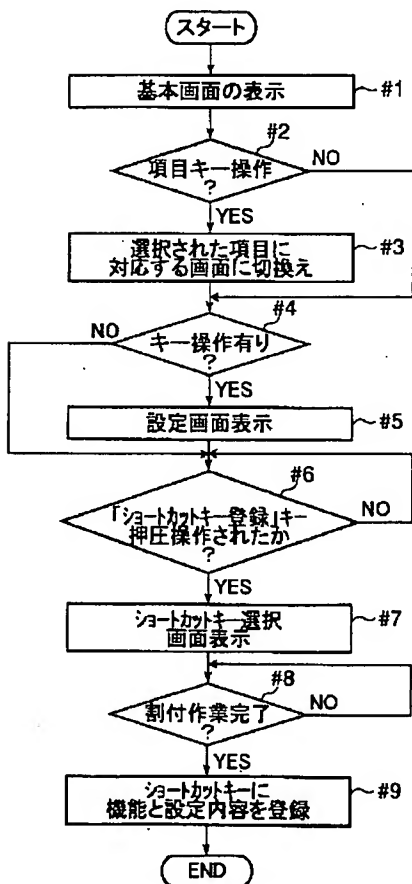 スタート
基本画面の表示
#1
#2
項目キー操作
?
NO
YES
選択された項目に
対応する画面に切換え
#3
#4
NO
キー操作有り
?
YES
設定画面表示
#5
#6
「ショートカットキー登録」キー
押圧操作されたか
?
NO
YES
ショートカットキー選択
画面表示
#7
#8
割付作業完了
?
NO
YES
ショートカットキーに
機能と設定内容を登録
#9
END